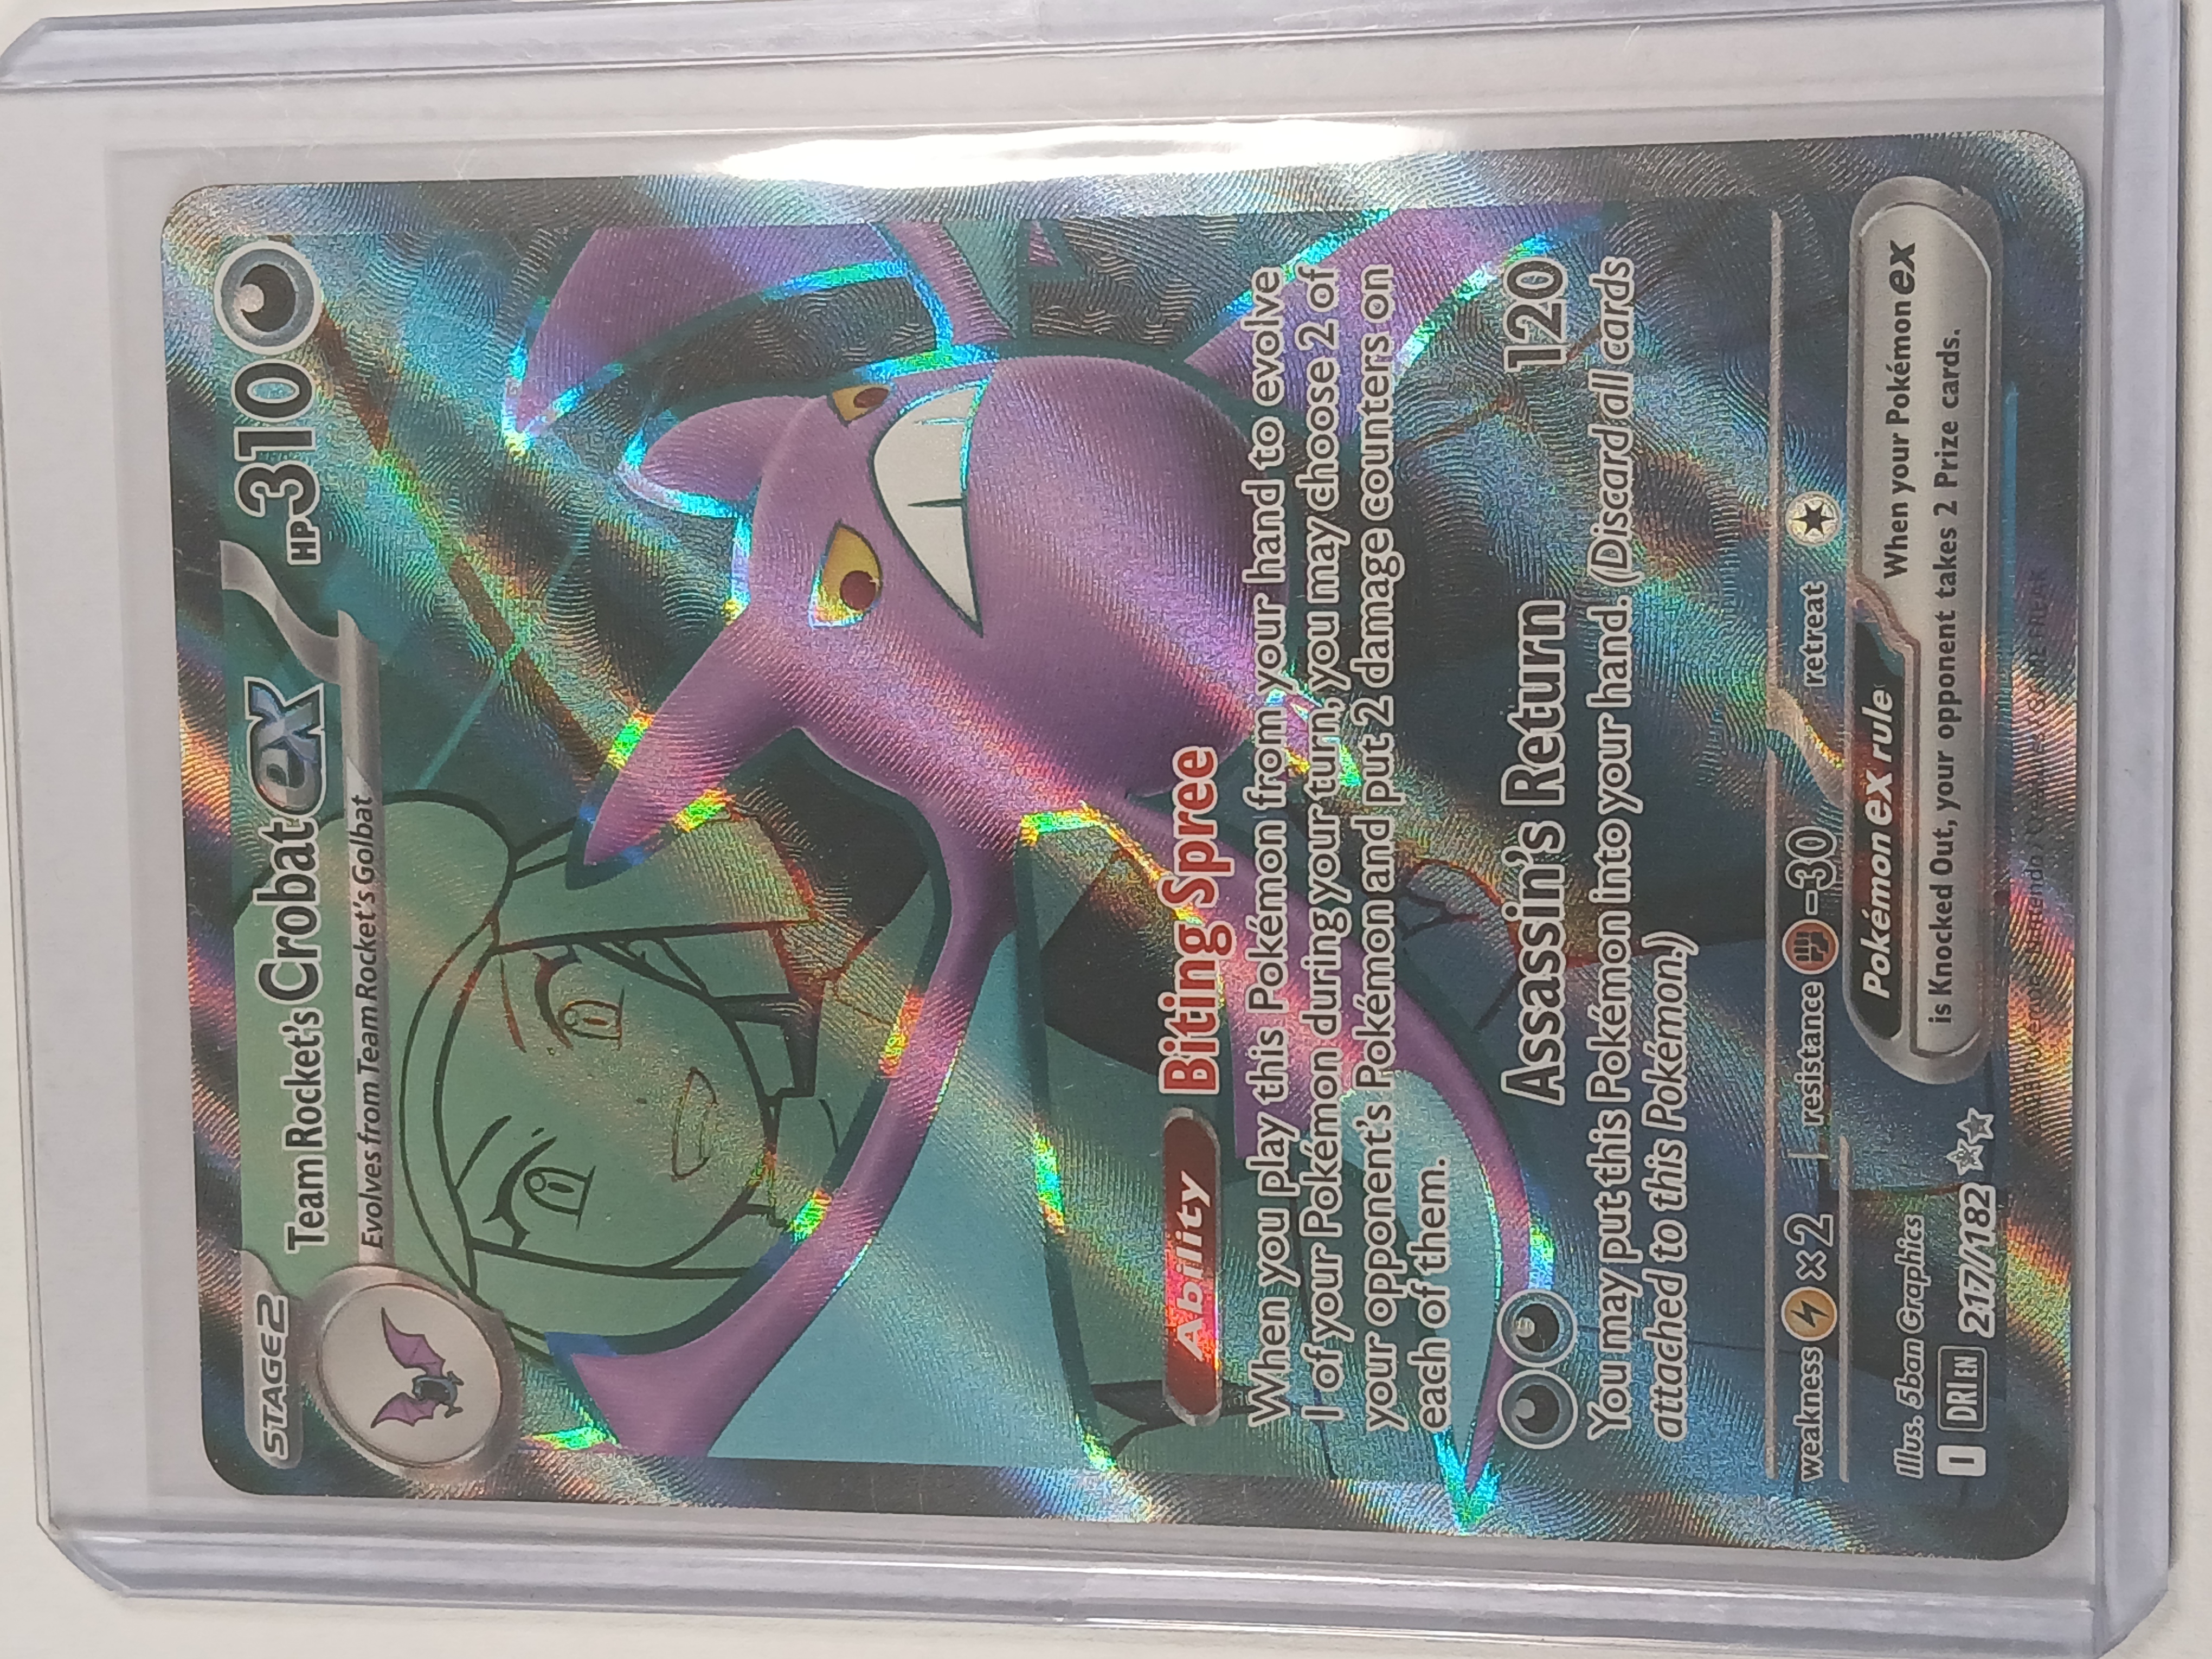 STAGE 2
Team Rocket's Crobat ex
HP 310
Evolves from Team Rocket's Golbat
Ability Biting Spree
When you play this Pokémon from your hand to evolve
1 of your Pokémon during your turn, you may choose 2 of
your opponent's Pokémon and put 2 damage counters on
each of them.
Assassin's Return 120
You may put this Pokémon into your hand. (Discard all cards
attached to this Pokémon.)
weakness ×2 resistance -30 retreat
Illus. 5ban Graphics
I DRI EN 217/182
Pokémon ex rule When your Pokémon ex
is Knocked Out, your opponent takes 2 Prize cards.